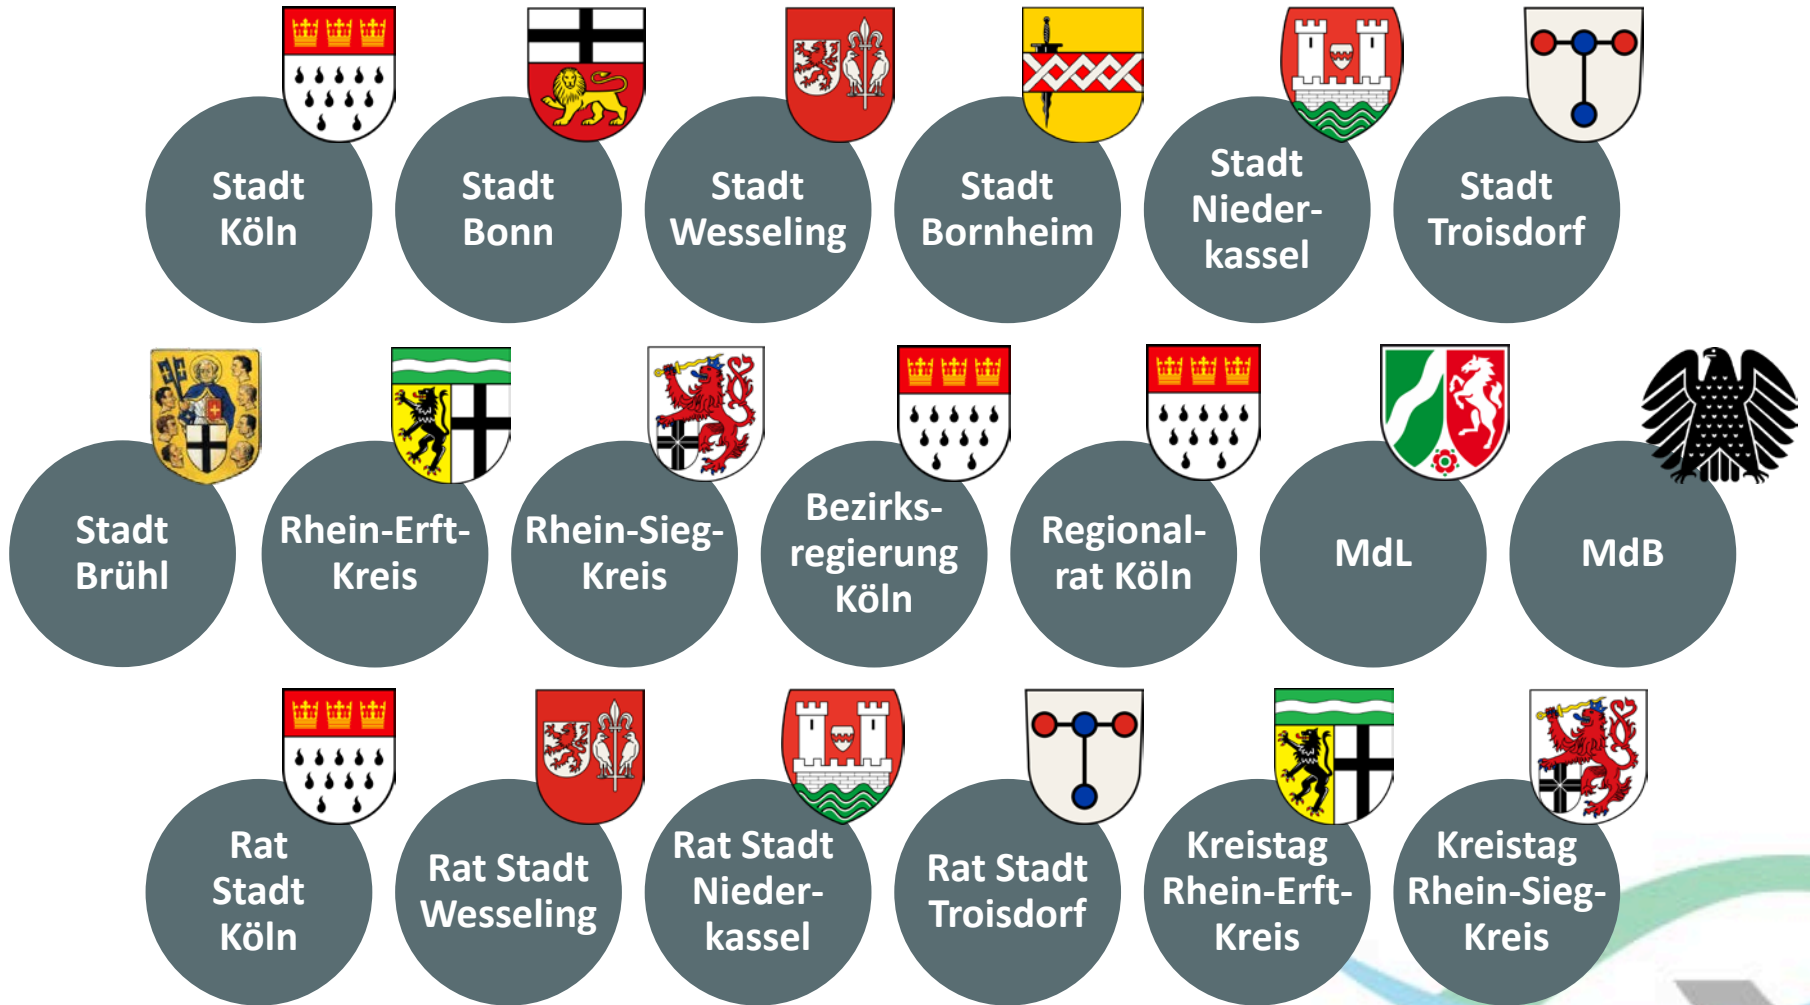 Stadt
Köln
Stadt
Bonn
Stadt
Wesseling
Stadt
Bornheim
Stadt
Nieder-
kassel
Stadt
Troisdorf
Stadt
Brühl
Rhein-Erft-
Kreis
Rhein-Sieg-
Kreis
Bezirks-
regierung
Köln
Regional-
rat Köln
MdL
MdB
Rat
Stadt
Köln
Rat Stadt
Wesseling
Rat Stadt
Nieder-
kassel
Rat Stadt
Troisdorf
Kreistag
Rhein-Erft-
Kreis
Kreistag
Rhein-Sieg-
Kreis